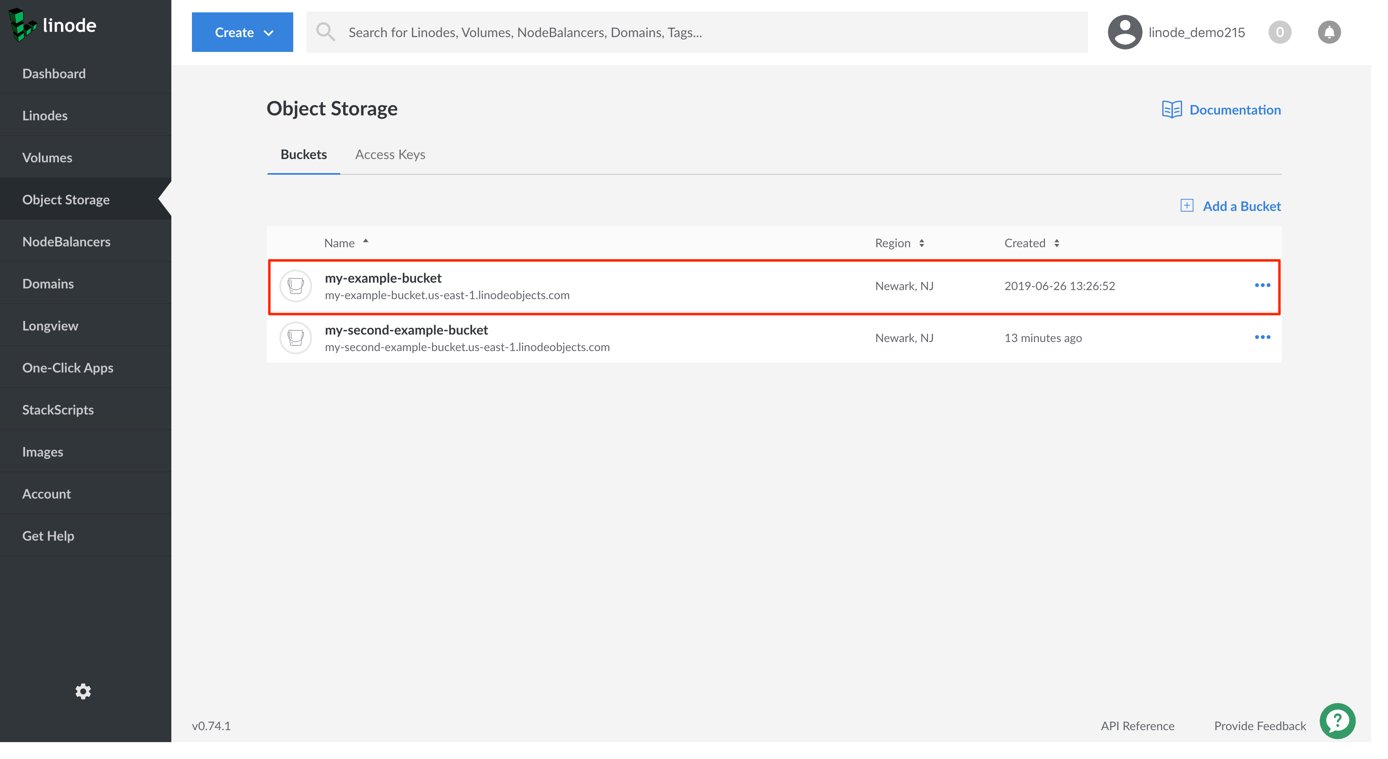 linode
Create
Search for Linodes, Volumes, NodeBalancers, Domains, Tags...
linode_demo215
0
Dashboard
Linodes
Volumes
Object Storage
NodeBalancers
Domains
Longview
One-Click Apps
StackScripts
Images
Account
Get Help
Object Storage
Documentation
Buckets Access Keys
Add a Bucket
Name Region Created
my-example-bucket
my-example-bucket.us-east-1.linodeobjects.com
Newark, NJ
2019-06-26 13:26:52
my-second-example-bucket
my-second-example-bucket.us-east-1.linodeobjects.com
Newark, NJ
13 minutes ago
v0.74.1
API Reference
Provide Feedback
?